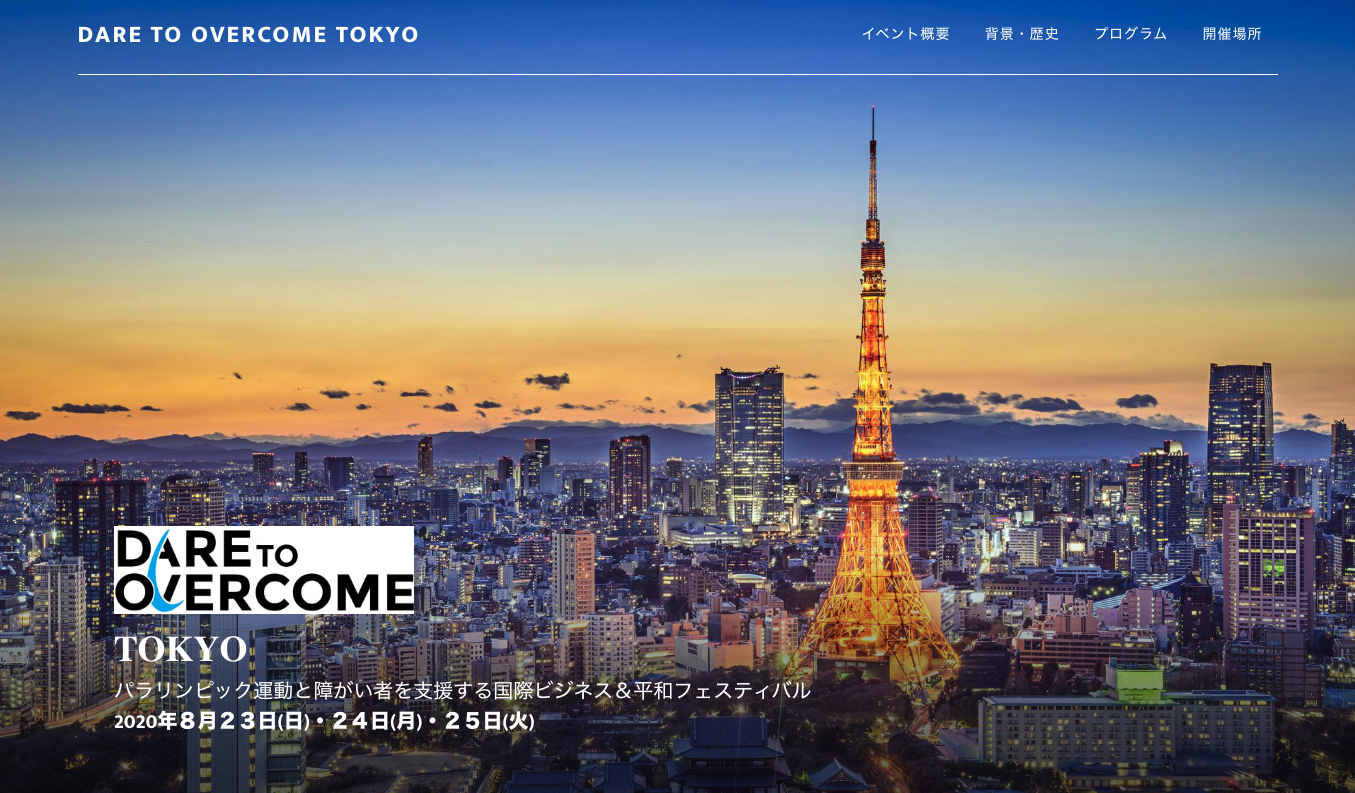 DARE TO OVERCOME TOKYO
イベント概要 背景・歴史 プログラム 開催場所
DARE TO
OVERCOME
TOKYO
パラリンピック運動と障がい者を支援する国際ビジネス＆平和フェスティバル
2020年８月２３日(日)・２４日(月)・２５日(火)